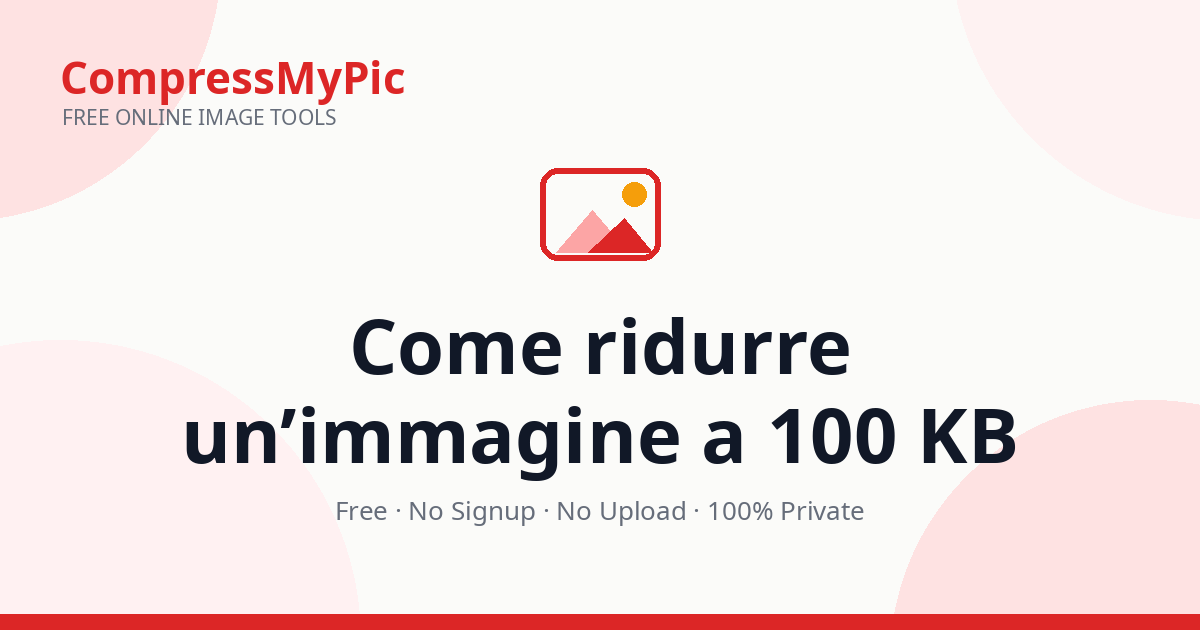 CompressMyPic
FREE ONLINE IMAGE TOOLS
Come ridurre
un’immagine a 100 KB
Free · No Signup · No Upload · 100% Private